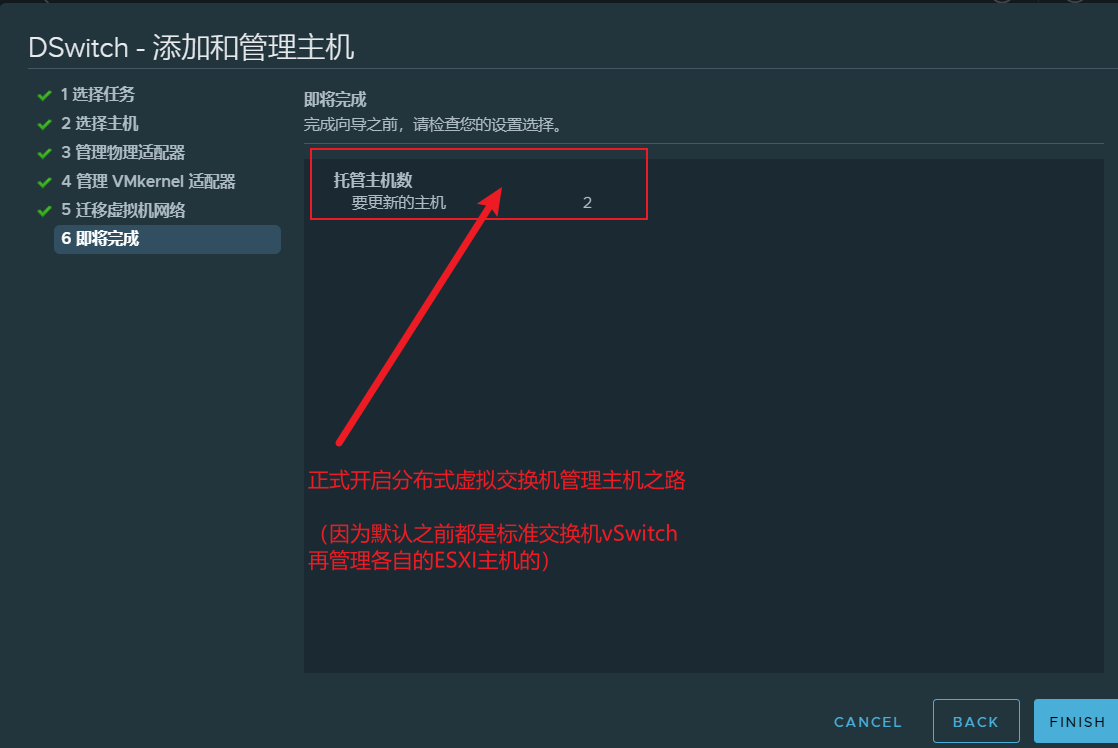 DSwitch - 添加和管理主机
1 选择任务
2 选择主机
3 管理物理适配器
4 管理 VMkernel 适配器
5 迁移虚拟机网络
6 即将完成
即将完成
完成向导之前，请检查您的设置选择。
托管主机数
要更新的主机 2
正式开启分布式虚拟交换机管理主机之路
（因为默认之前都是标准交换机vSwitch
再管理各自的ESXI主机的）
CANCEL
BACK
FINISH